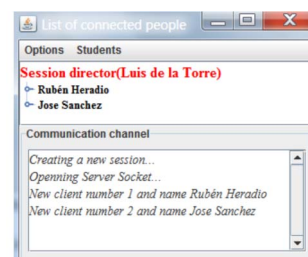 List of connected people
Options Students
Session director(Luis de la Torre)
Rubén Heradio
Jose Sanchez
Communication channel
Creating a new session...
Openning Server Socket...
New client number 1 and name Rubén Heradio
New client number 2 and name Jose Sanchez